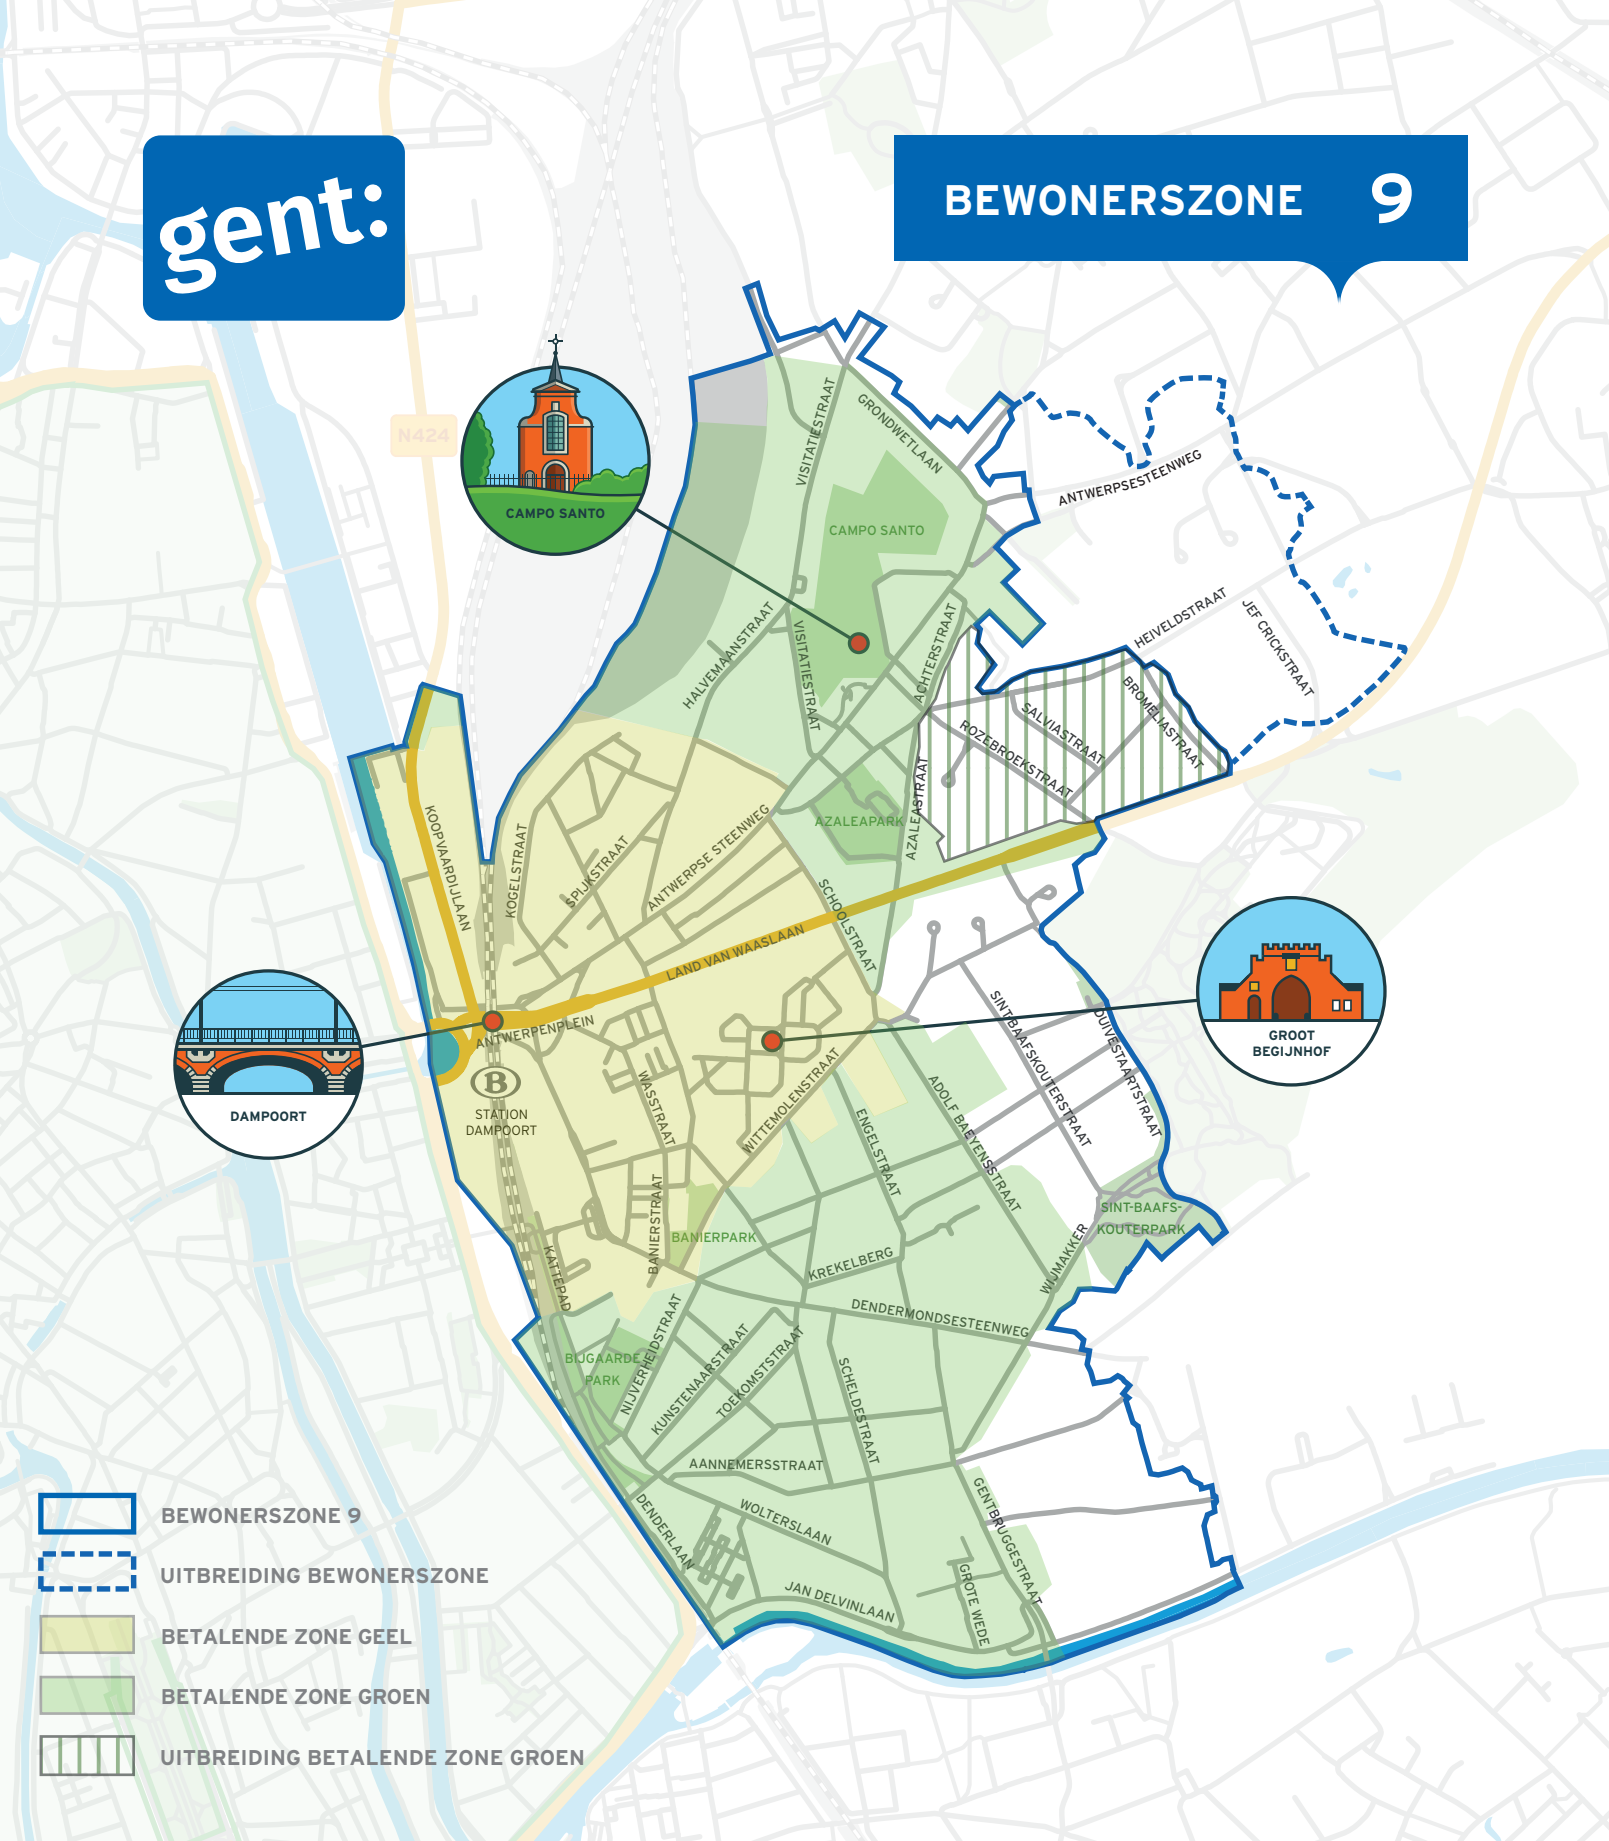 gent:
BEWONERSZONE 9
N424
CAMPO SANTO
VISITATIESTRAAT
GRONDWETLAAN
CAMPO SANTO
ANTWERPSESTEENWEG
HALVEMAANSTRAAT
VISITATIESTRAAT
ACHTERSTRAAT
HEIVELDSTRAAT
JEF CRICKSTRAAT
BROMELIASTRAAT
SALVIASTRAAT
ROZEBROEKSTRAAT
AZALEASTRAAT
AZALEAPARK
KOOPVAARDIJLAAN
KOGELSTRAAT
SPIJKSTRAAT
ANTWERPSE STEENWEG
SCHOOLSTRAAT
LAND VAN WAASLAAN
ANTWERPENPLEIN
DAMPOORT
B
STATION
DAMPOORT
GROOT
BEGIJNHOF
SINT-BAAFSKOUTERSTRAAT
DUIVESTAARTSTRAAT
WASSTRAAT
WITTEMOLENSTRAAT
ENGELSTRAAT
ADOLF BAEYENSSTRAAT
BANIERSTRAAT
BANIERPARK
SINT-BAAFS-
KOUTERPARK
KATTEPAD
KREKELBERG
WIJMAKKER
DENDERMONDSESTEENWEG
BIJGAARDE
PARK
NIJVERHEIDSTRAAT
KUNSTENAARSTRAAT
TOEKOMSTSTRAAT
SCHELDESTRAAT
AANNEMERSSTRAAT
DENDERLAAN
WOLTERSLAAN
GENTBRUGGESTRAAT
JAN DELVINLAAN
GROTE WEDE
BEWONERSZONE 9
UITBREIDING BEWONERSZONE
BETALENDE ZONE GEEL
BETALENDE ZONE GROEN
UITBREIDING BETALENDE ZONE GROEN